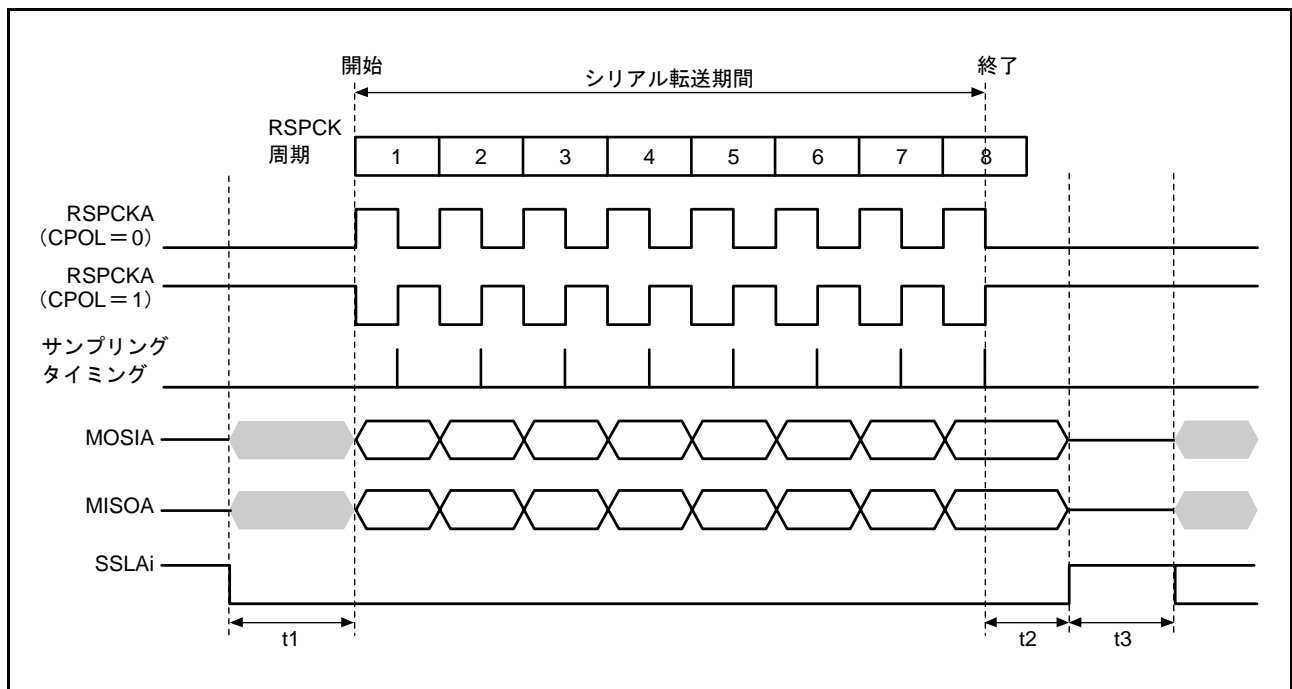 開始
シリアル転送期間
終了
RSPCK
周期
1 2 3 4 5 6 7 8
RSPCKA
（CPOL＝0）
RSPCKA
（CPOL＝1）
サンプリング
タイミング
MOSIA
MISOA
SSLAi
t1
t2
t3